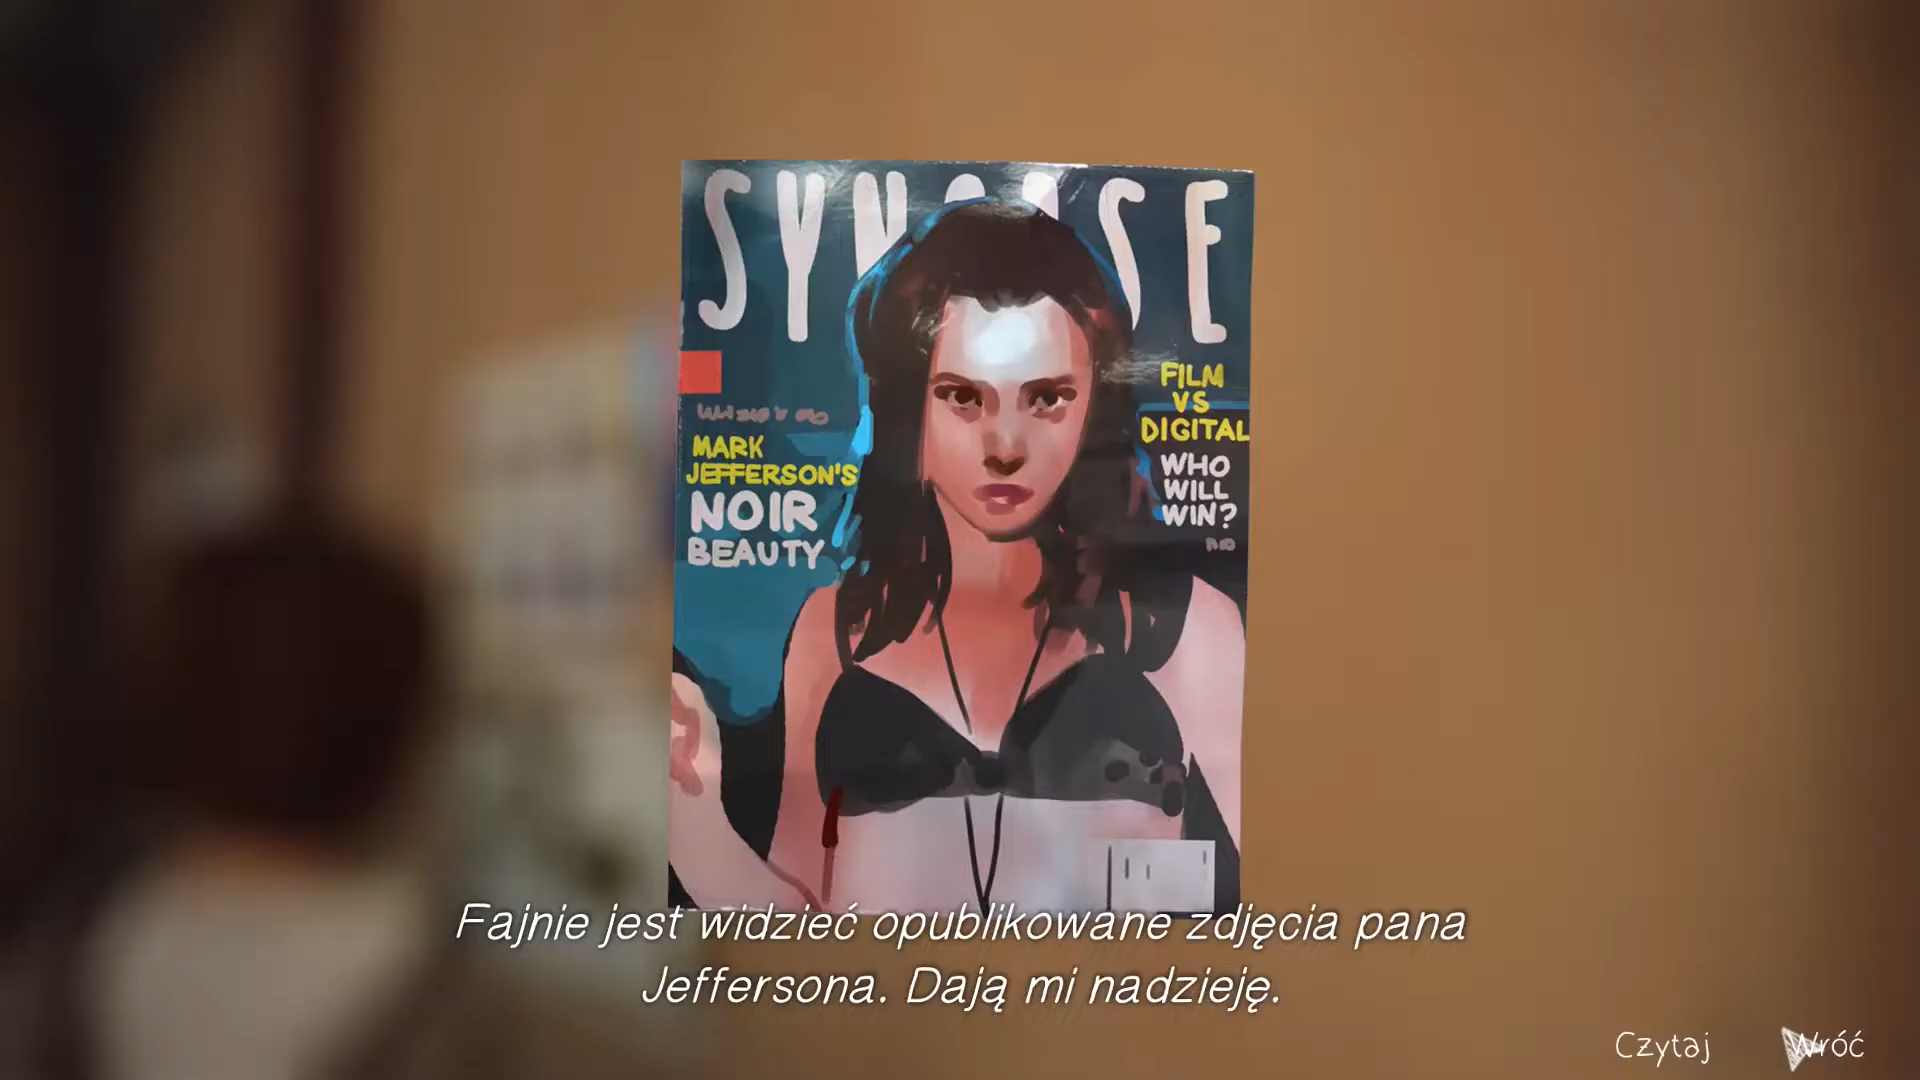 MARK
JEFFERSON'S
NOIR
BEAUTY
FILM
VS
DIGITAL
WHO
WILL
WIN?
Fajnie jest widzieć opublikowane zdjęcia pana
Jeffersona. Dają mi nadzieję.
Czytaj
Wróć